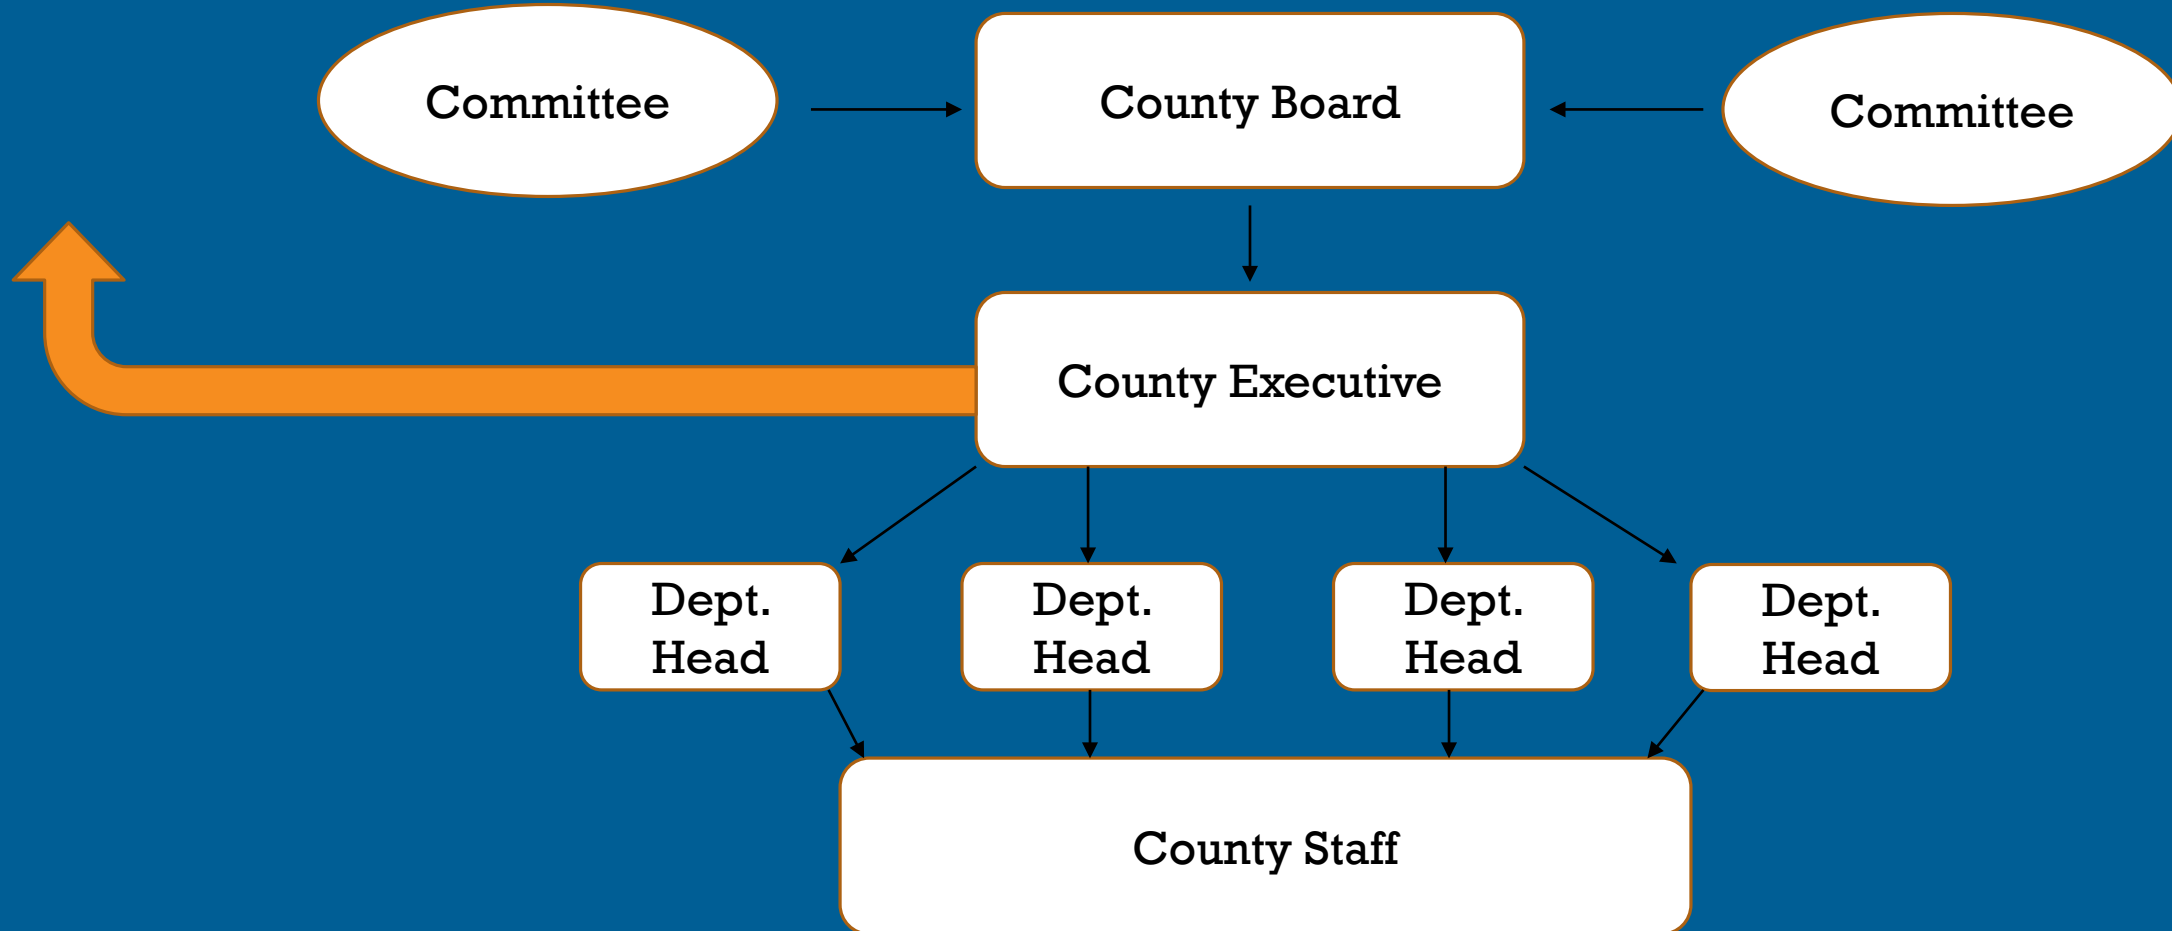 Committee
County Board
Committee
County Executive
Dept.
Head
Dept.
Head
Dept.
Head
Dept.
Head
County Staff